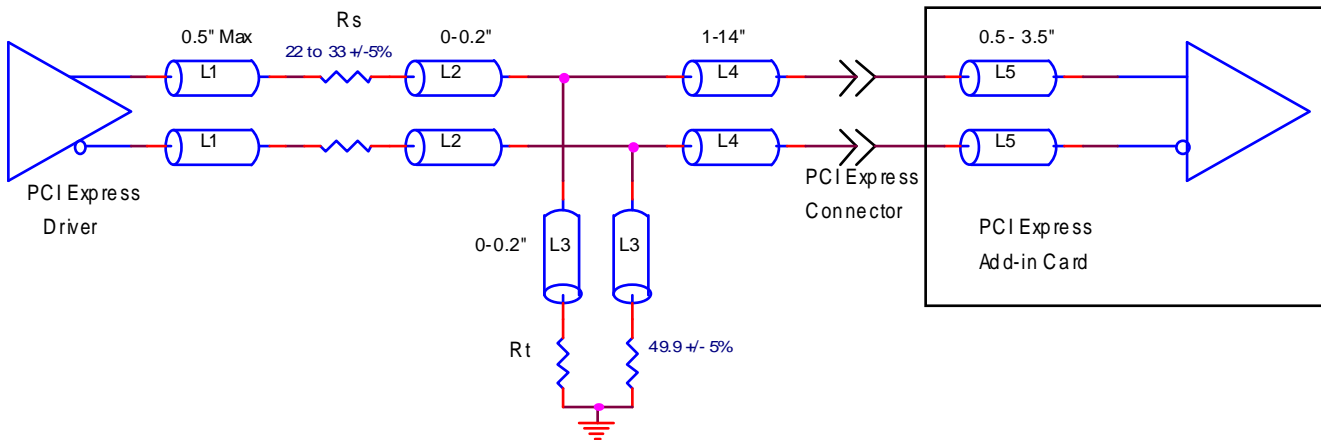 Rs
0.5" Max
22 to 33 +/-5%
0-0.2"
1-14"
0.5 - 3.5"
L1
L2
L4
L5
L1
L2
L4
L5
PCI Express
Driver
PCI Express
Connector
0-0.2"
L3
L3
PCI Express
Add-in Card
Rt
49.9 +/- 5%